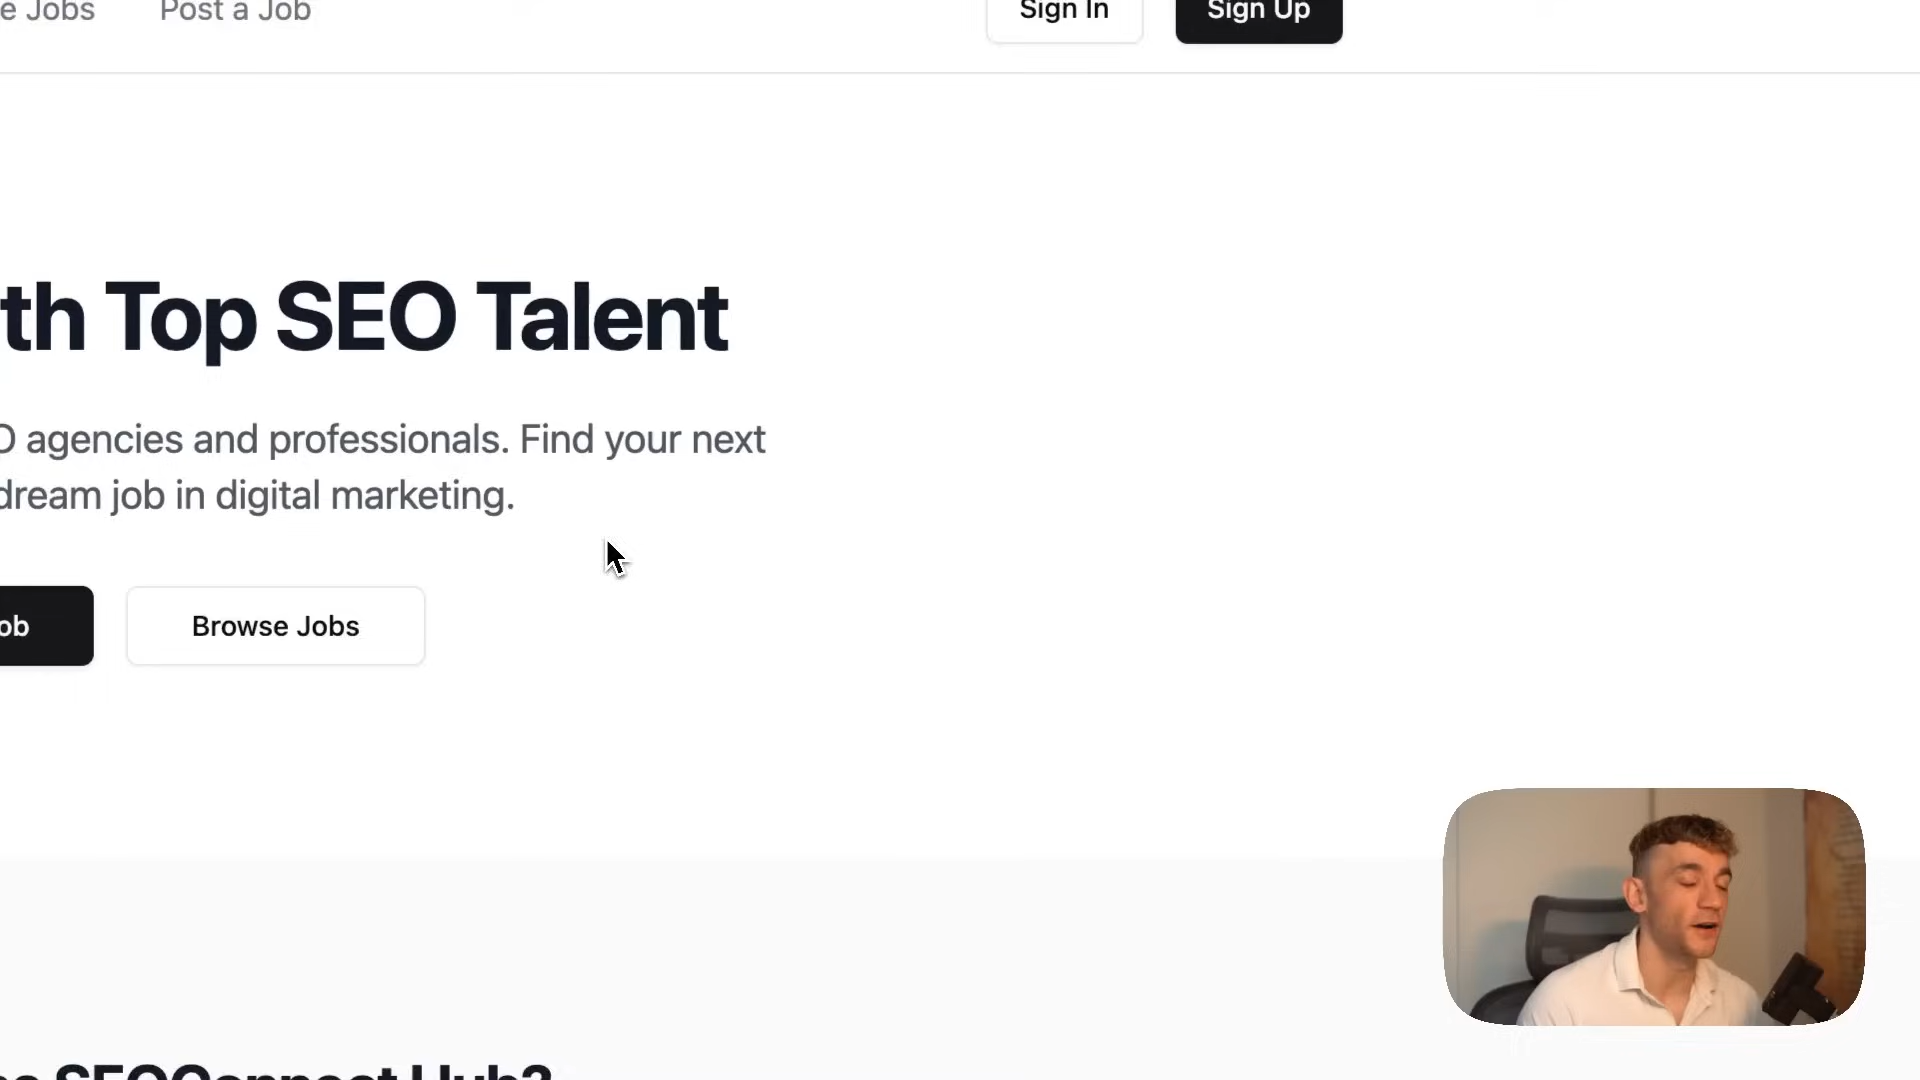 e Jobs Post a Job Sign In Sign Up
th Top SEO Talent
O agencies and professionals. Find your next
dream job in digital marketing.
ob Browse Jobs
SEOConnect Hub?